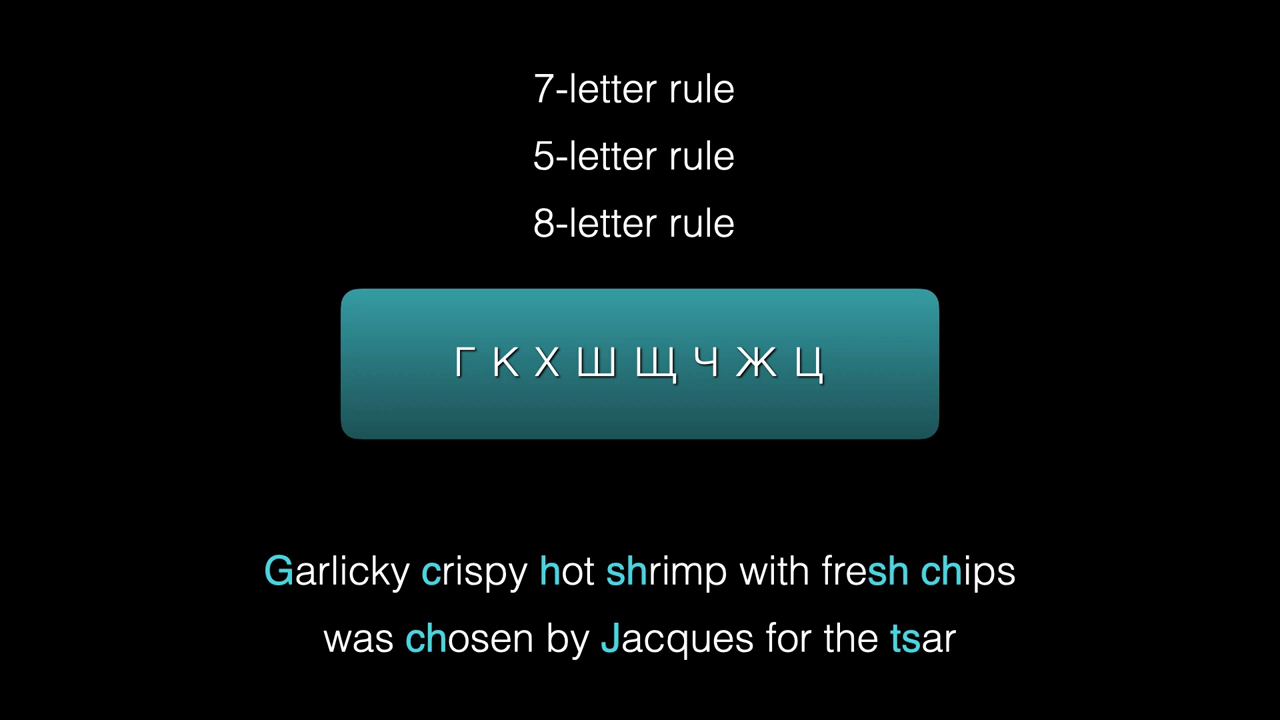 7-letter rule
5-letter rule
8-letter rule
Г К Х Ш Щ Ч Ж Ц
Garlicky crispy hot shrimp with fresh chips
was chosen by Jacques for the tsar